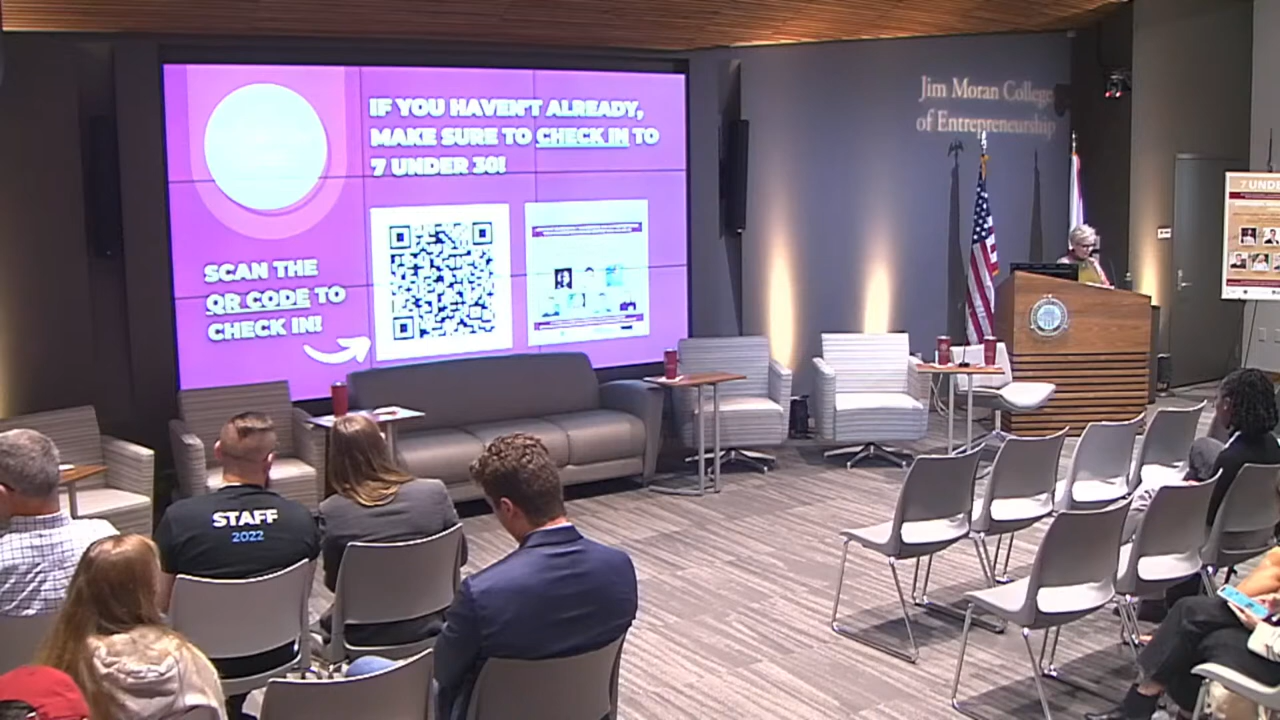 IF YOU HAVEN'T ALREADY,
MAKE SURE TO CHECK IN TO
7 UNDER 30!
SCAN THE
QR CODE TO
CHECK IN!
Jim Moran College
of Entrepreneurship
7 UNDE
STAFF
2022